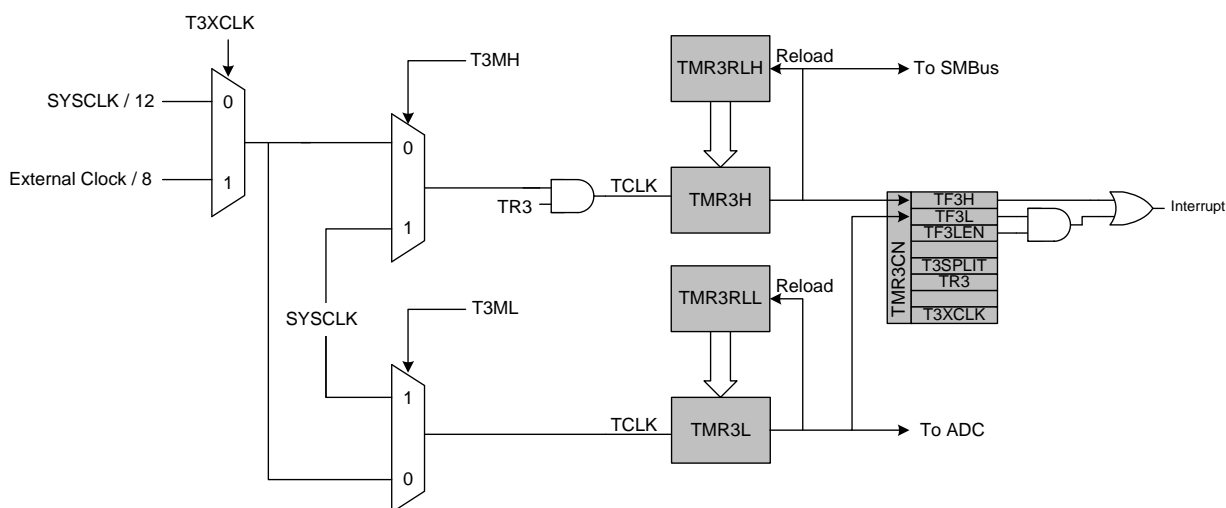 T3XCLK
SYSCLK / 12
0
External Clock / 8
1
T3MH
0
1
TR3
TCLK
TMR3RLH
Reload
To SMBus
TMR3H
SYSCLK
T3ML
1
0
TCLK
TMR3RLL
Reload
TMR3L
To ADC
TMR3CN
TF3H
TF3L
TF3LEN
T3SPLIT
TR3
T3XCLK
Interrupt